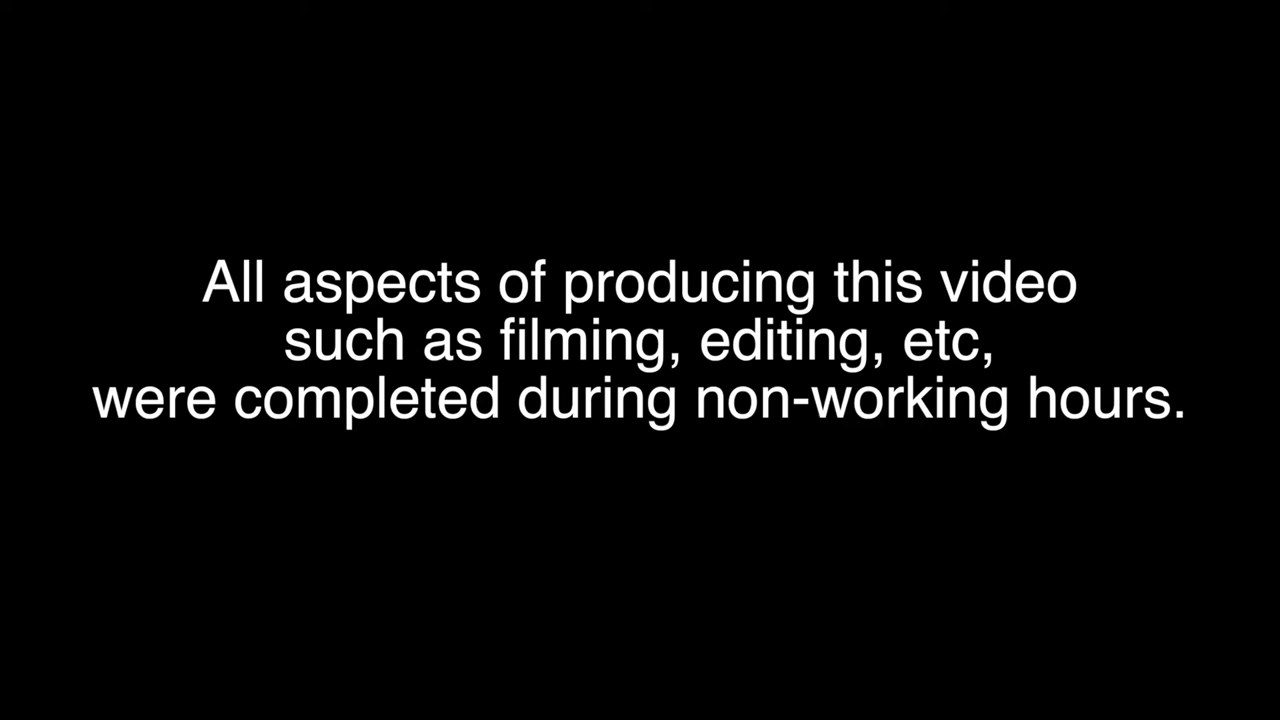 All aspects of producing this video
such as filming, editing, etc,
were completed during non-working hours.